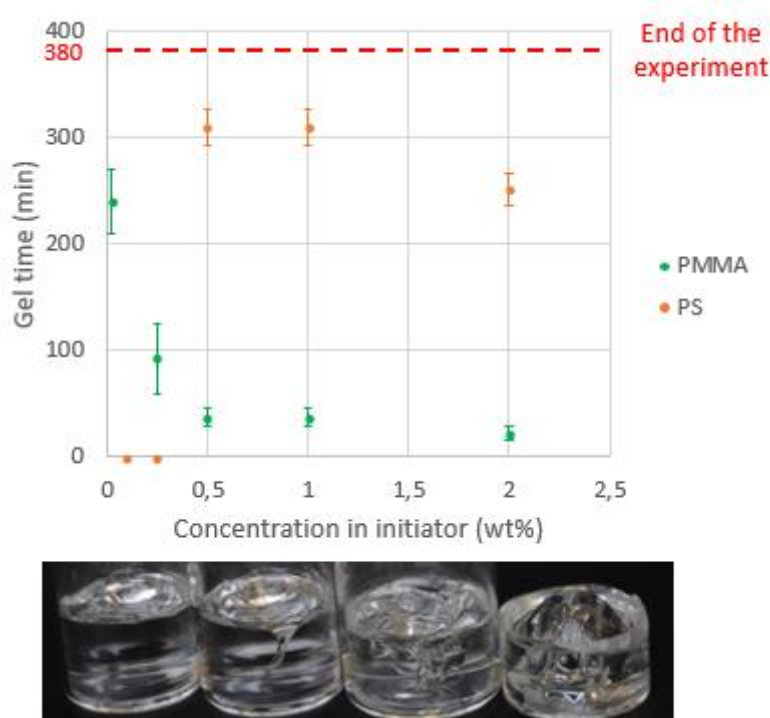 400
380
300
200
100
0
Gel time (min)
End of the
experiment
PMMA
PS
0
0,5
1
1,5
2
2,5
Concentration in initiator (wt%)